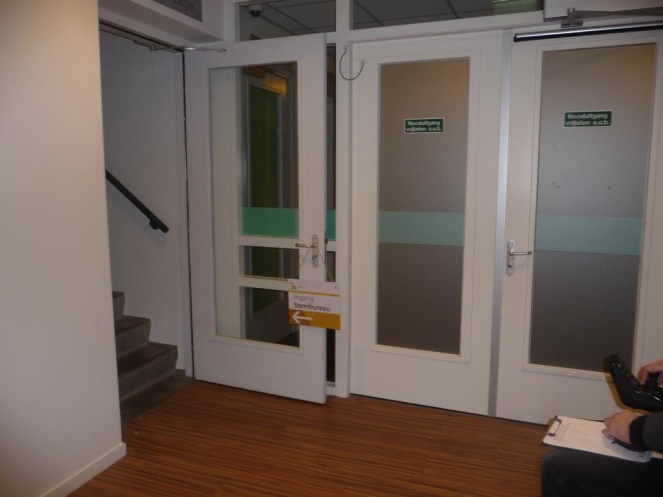 Nooduitgang
vrijlaten a.u.b.
Nooduitgang
vrijlaten a.u.b.
ingang
Stembureau